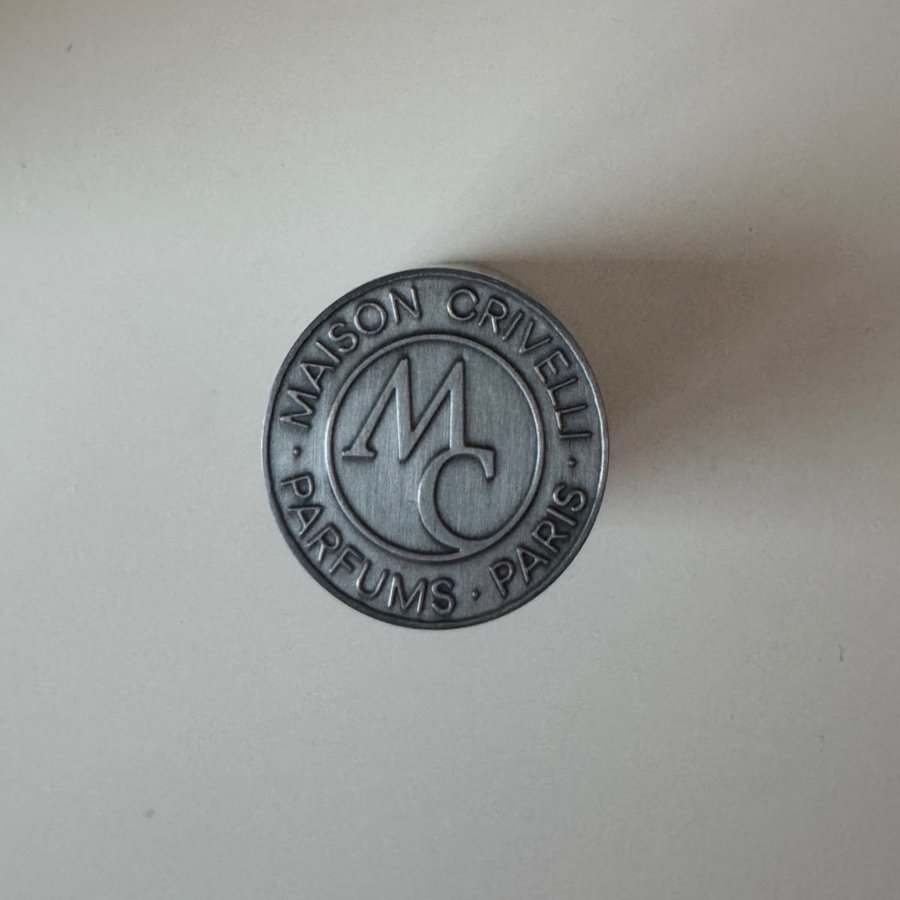 MAISON CRIVELLI
· PARFUMS · PARIS ·
MC